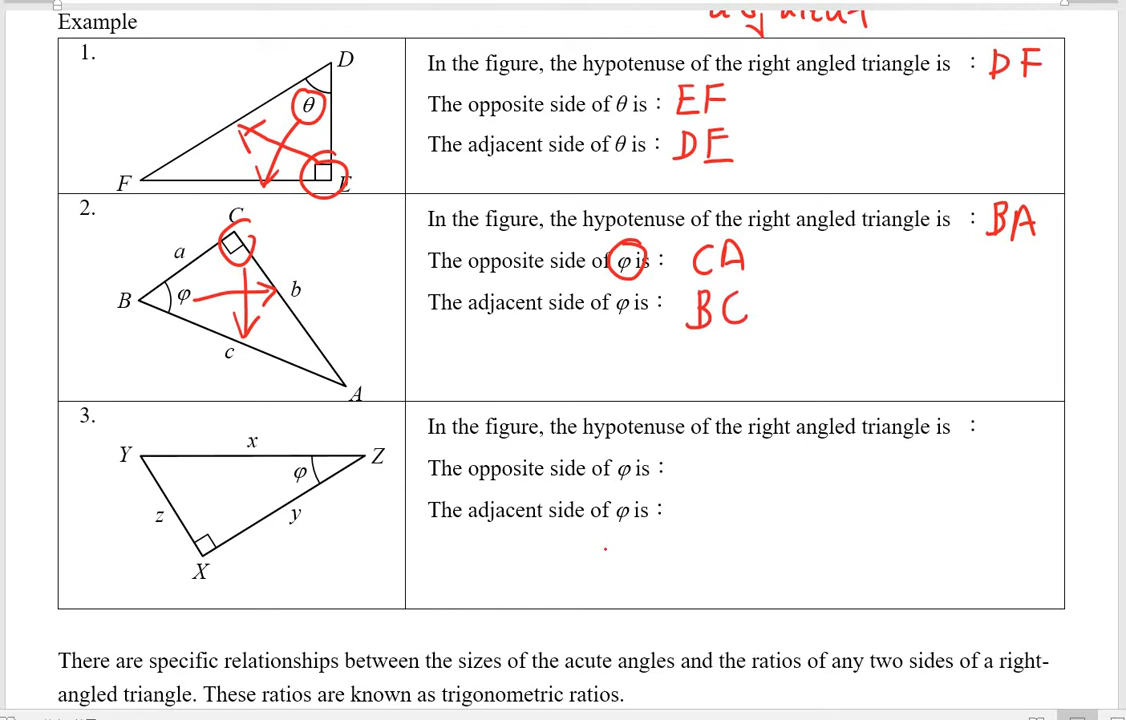 Example
1.
D
θ
F
E
In the figure, the hypotenuse of the right angled triangle is : DF
The opposite side of θ is : EF
The adjacent side of θ is : DE
2.
C
a
B
φ
b
c
A
In the figure, the hypotenuse of the right angled triangle is : BA
The opposite side of φ is : CA
The adjacent side of φ is : BC
3.
Y
x
Z
φ
z
y
X
In the figure, the hypotenuse of the right angled triangle is :
The opposite side of φ is :
The adjacent side of φ is :
There are specific relationships between the sizes of the acute angles and the ratios of any two sides of a right-
angled triangle. These ratios are known as trigonometric ratios.